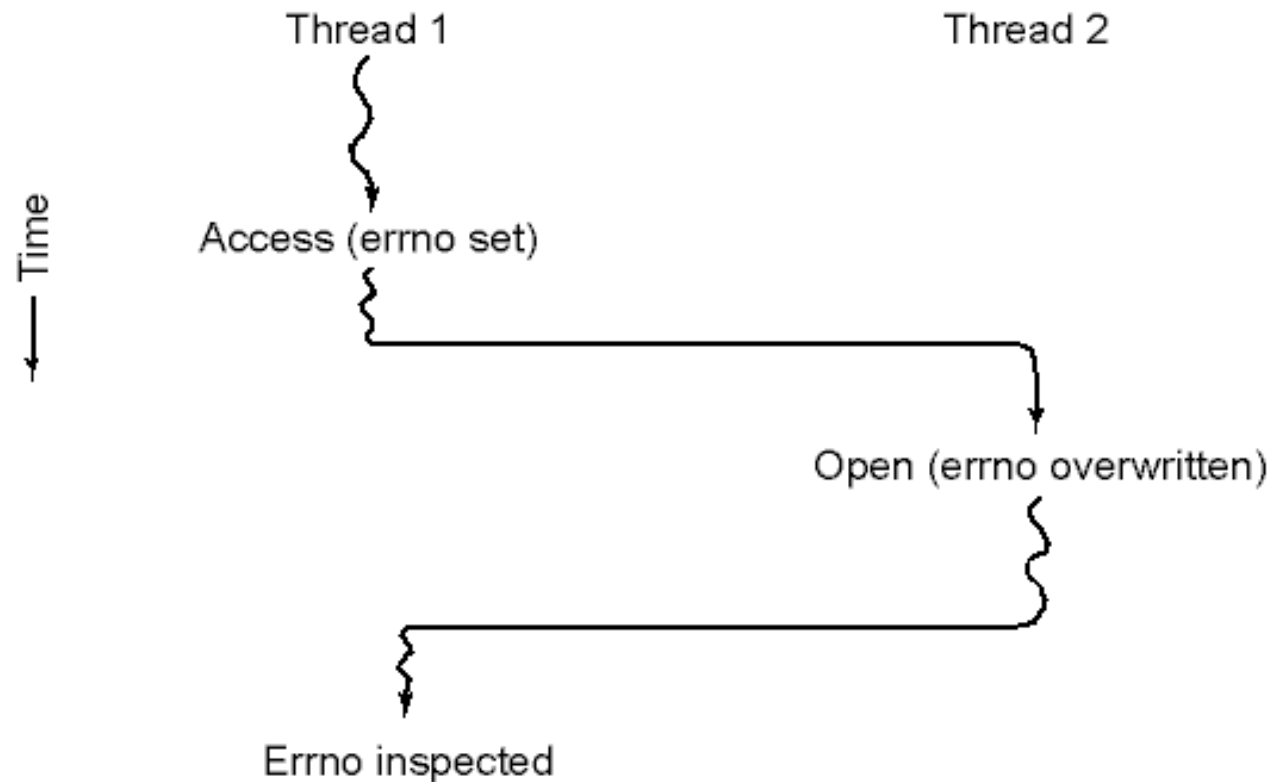 Thread 1
Thread 2
Time
Access (errno set)
Open (errno overwritten)
Errno inspected